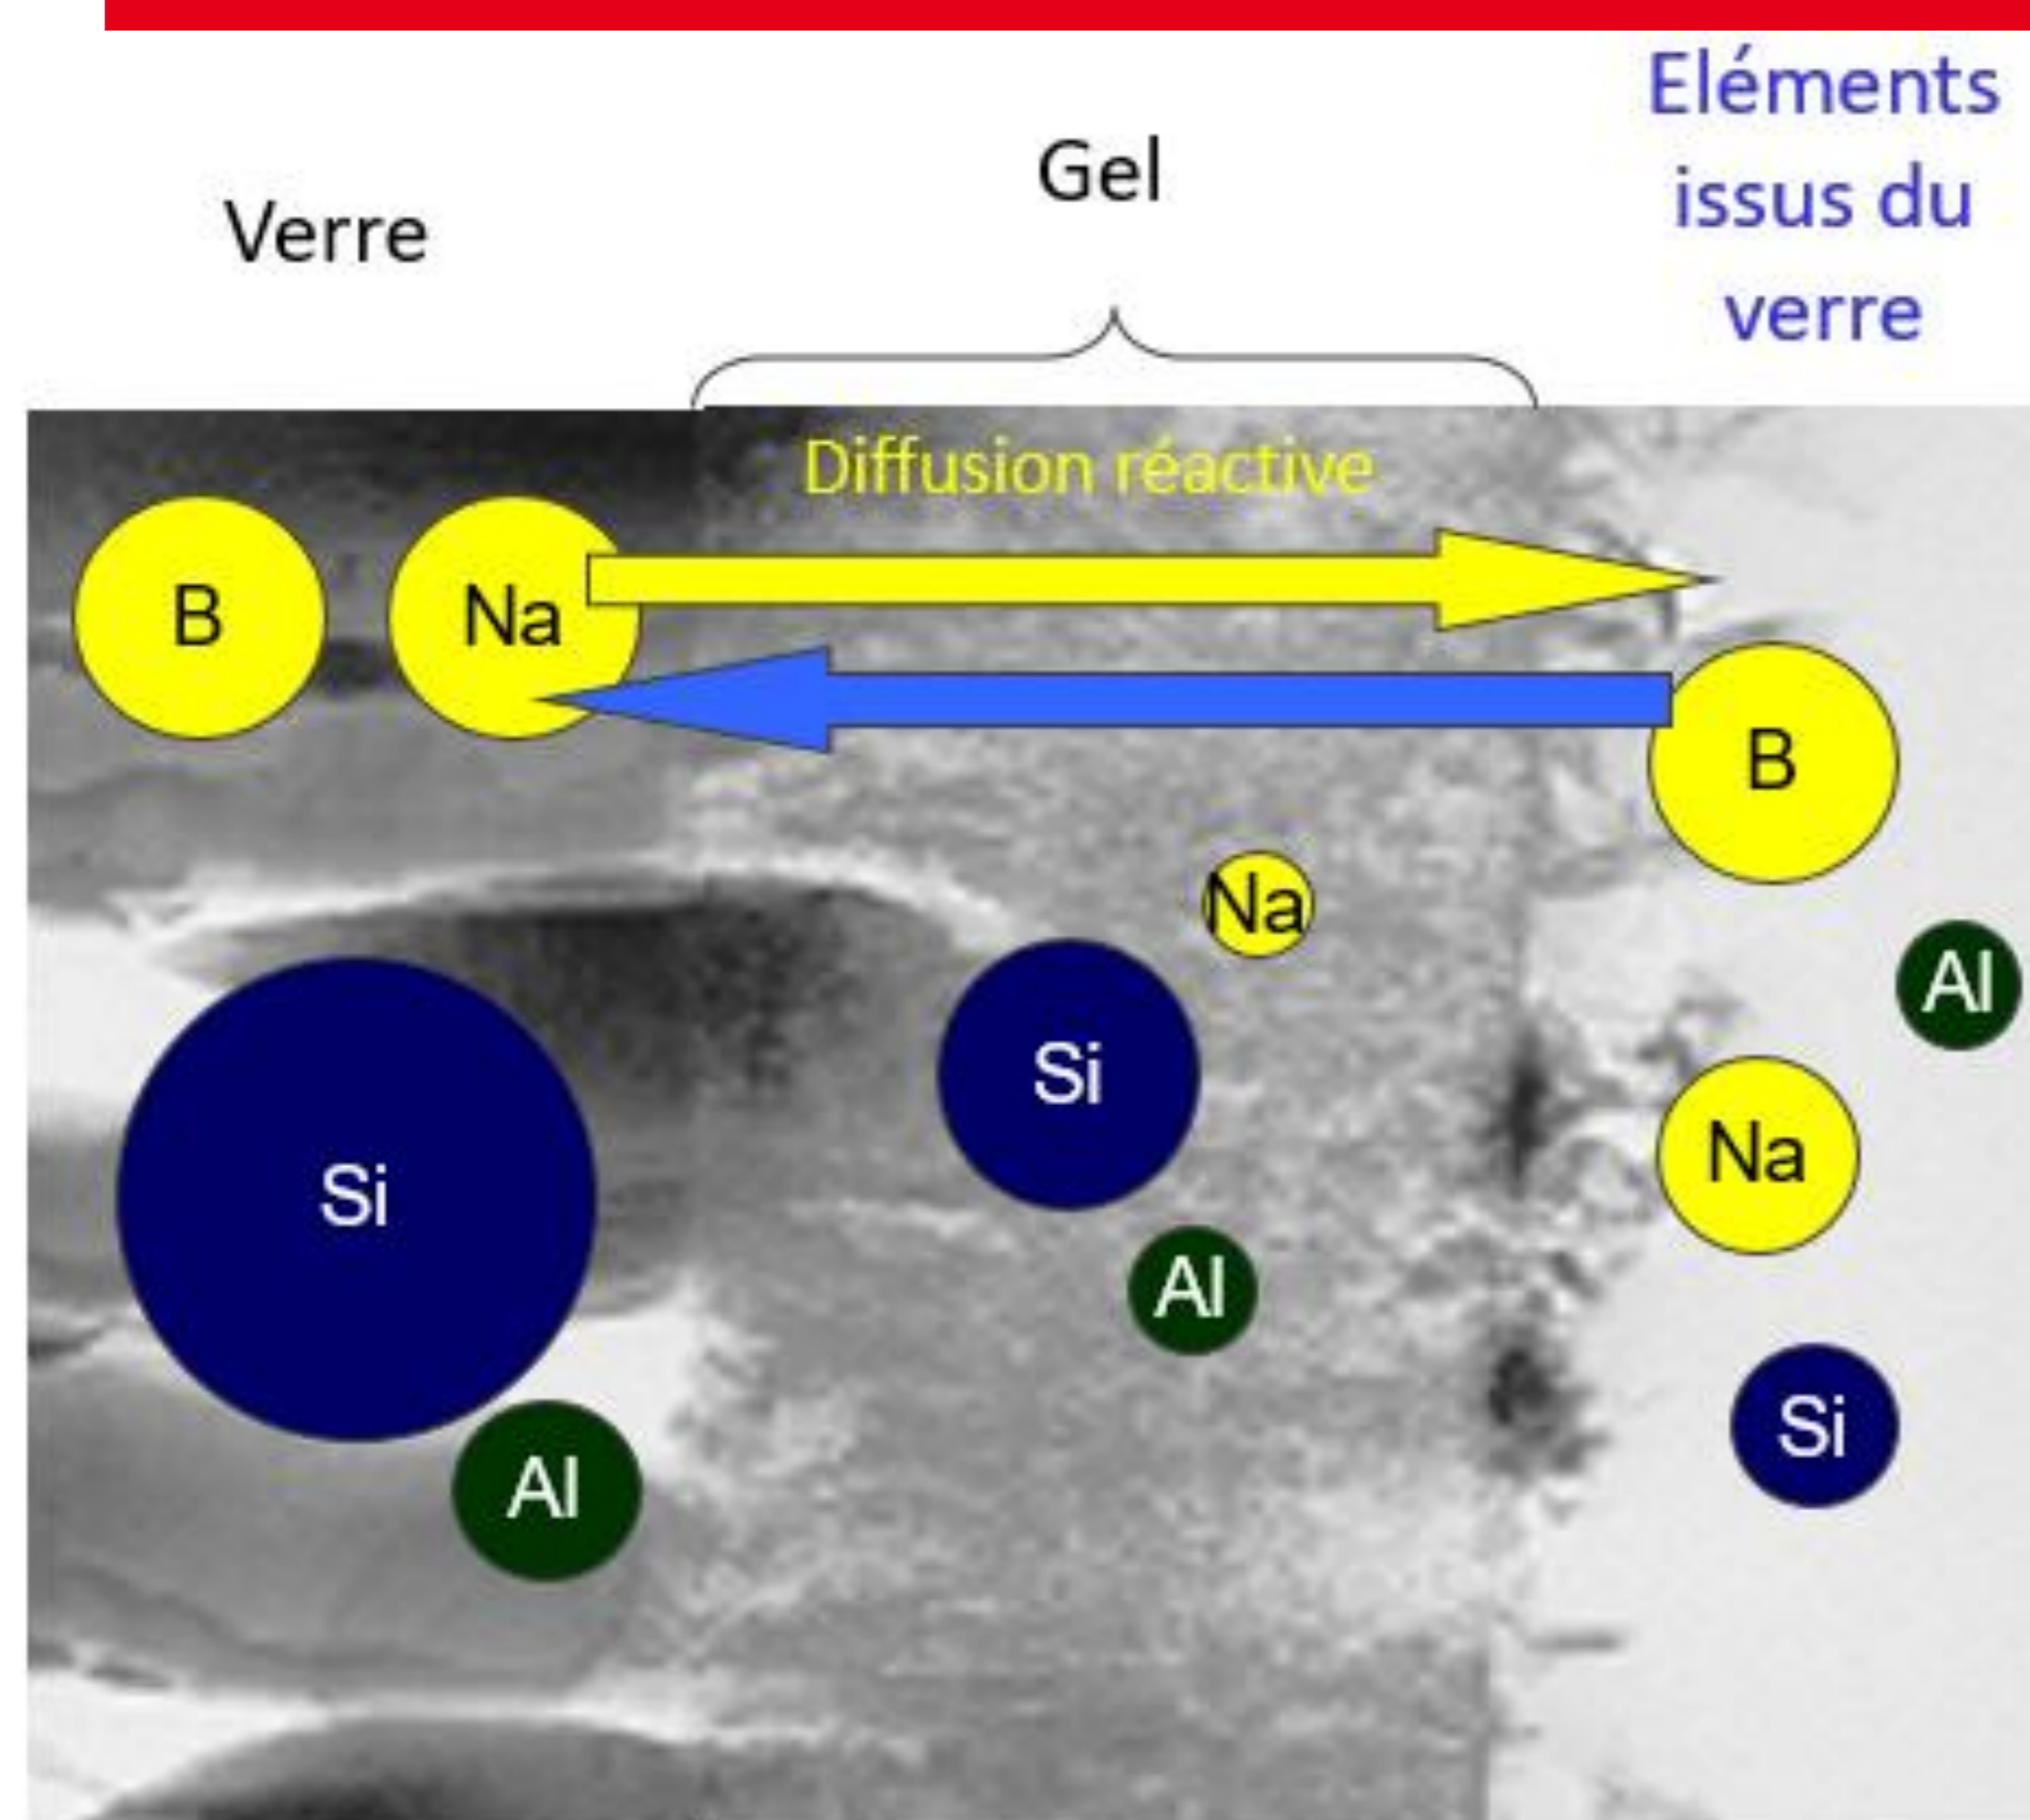 Eléments
issus du
verre
Gel
Verre
Diffusion réactive
B
Na
B
Na
Al
Si
Na
Si
Al
Si
Al